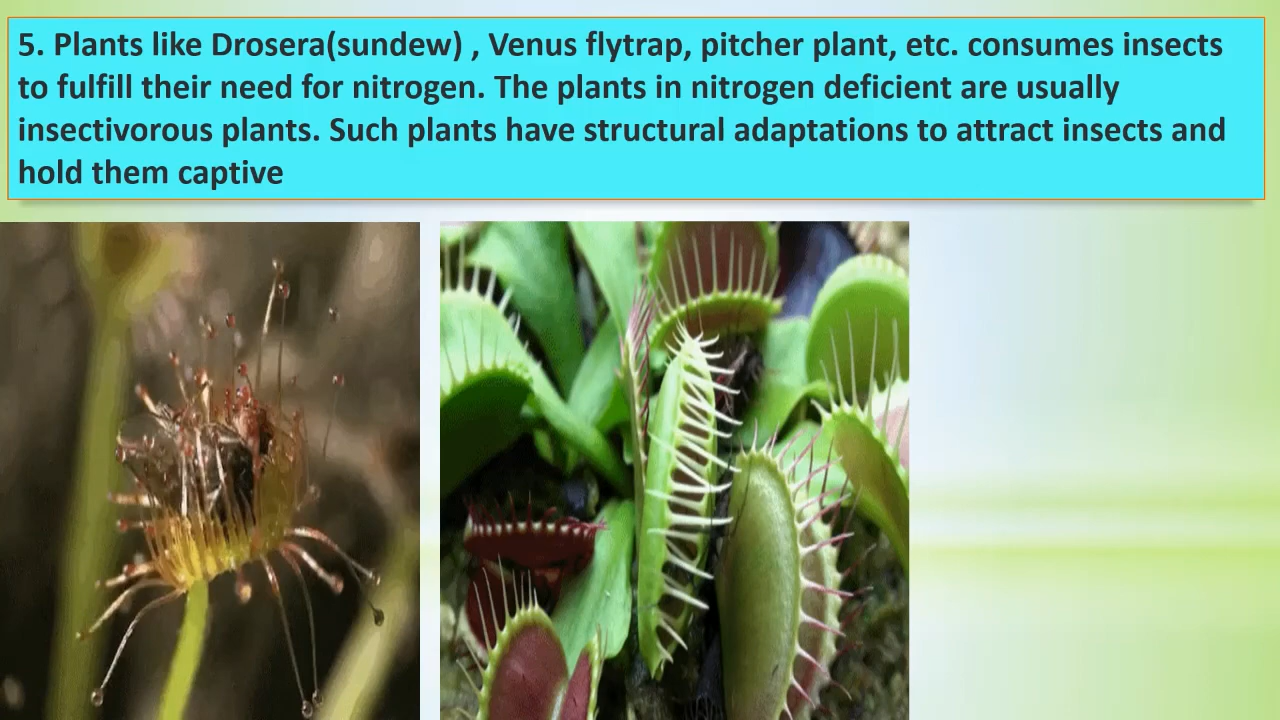 5. Plants like Drosera(sundew) , Venus flytrap, pitcher plant, etc. consumes insects
to fulfill their need for nitrogen. The plants in nitrogen deficient are usually
insectivorous plants. Such plants have structural adaptations to attract insects and
hold them captive